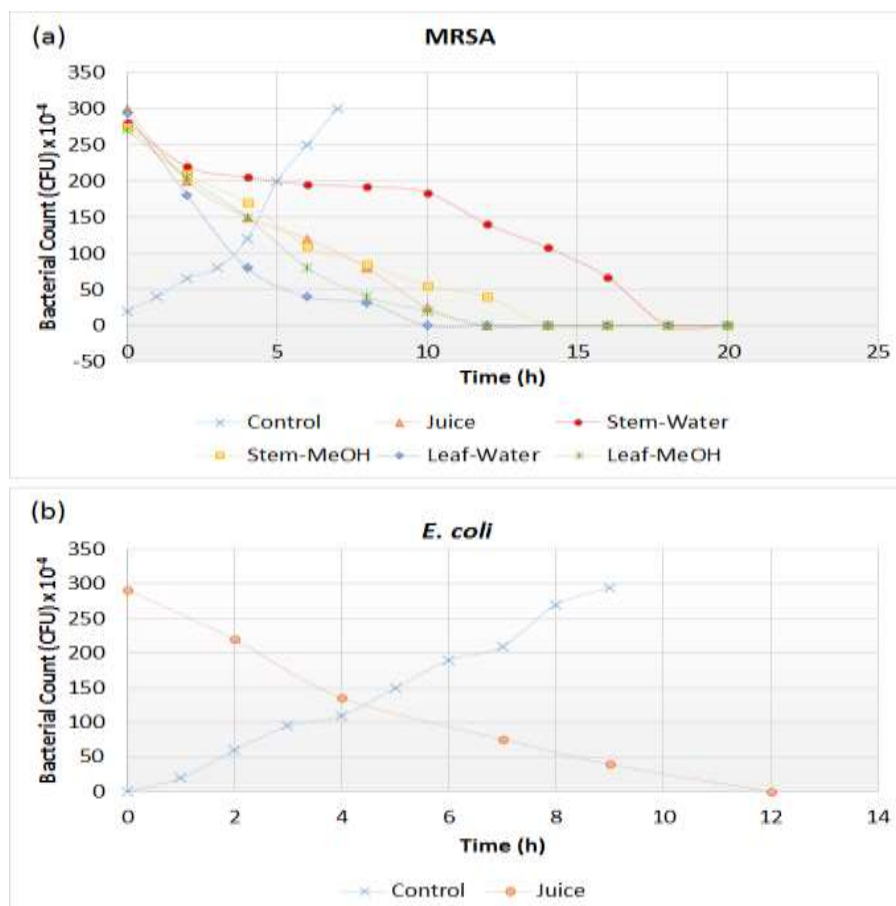 (a)
MRSA
Bacterial Count (CFU) x10⁻⁴
350
300
250
200
150
100
50
0
-50
0 5 10 15 20 25
Time (h)
Control Juice Stem-Water
Stem-MeOH Leaf-Water Leaf-MeOH
(b)
E. coli
Bacterial Count (CFU) x10⁻⁴
350
300
250
200
150
100
50
0
0 2 4 6 8 10 12 14
Time (h)
Control Juice